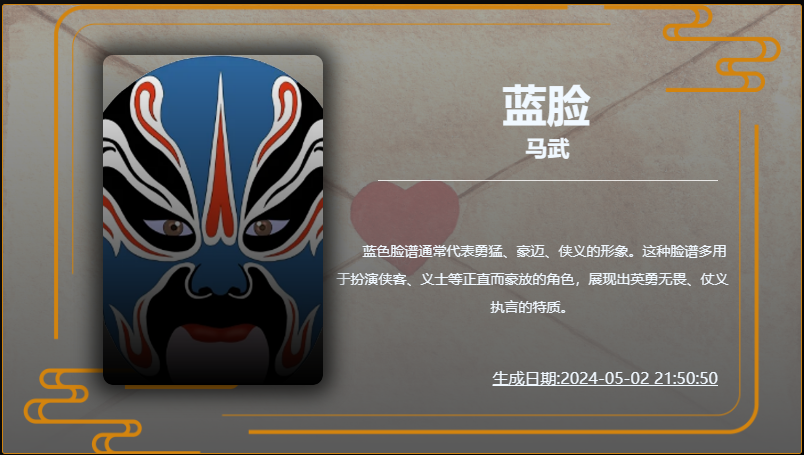 蓝脸
马武
蓝色脸谱通常代表勇猛、豪迈、侠义的形象。这种脸谱多用
于扮演侠客、义士等正直而豪放的角色，展现出英勇无畏、仗义
执言的特质。
生成日期:2024-05-02 21:50:50